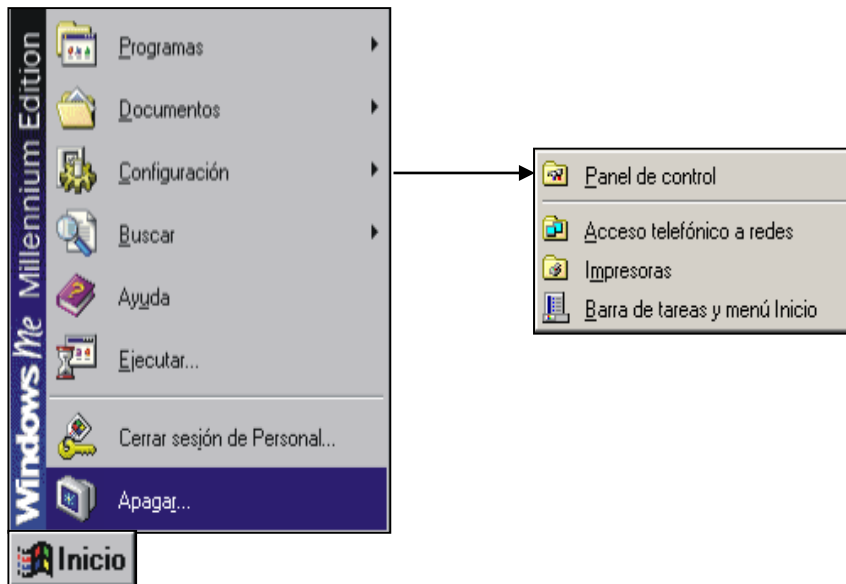 Windows Me Millennium Edition
Programas
Documentos
Configuración
Buscar
Ayuda
Ejecutar...
Cerrar sesión de Personal...
Apagar...
Inicio
Panel de control
Acceso telefónico a redes
Impresoras
Barra de tareas y menú Inicio